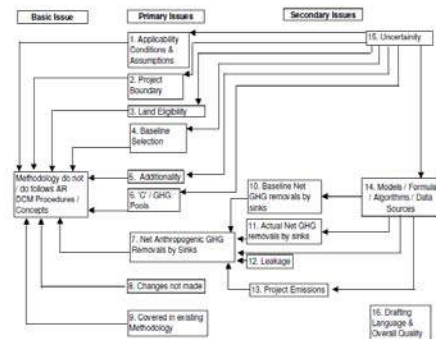 Basic Issue
Primary Issues
Secondary Issues
1. Applicability
Conditions &
Assumptions
15. Uncertainity
2. Project
Boundary
3. Land Eligibility
4. Baseline
Selection
Methodology do not
/ do follows AR
DCM Procedures /
Concepts
5. Additionality
6. 'C' / GHG
Pools
7. Net Anthropogenic GHG
Removals by Sinks
8. Changes not made
9. Covered in existing
Methodology
10. Baseline Net
GHG removals by
sinks
11. Actual Net GHG
removals by sinks
12. Leakage
13. Project Emissions
14. Models / Formula
/ Algorithms / Data
Sources
16. Drafting
Language &
Overall Quality